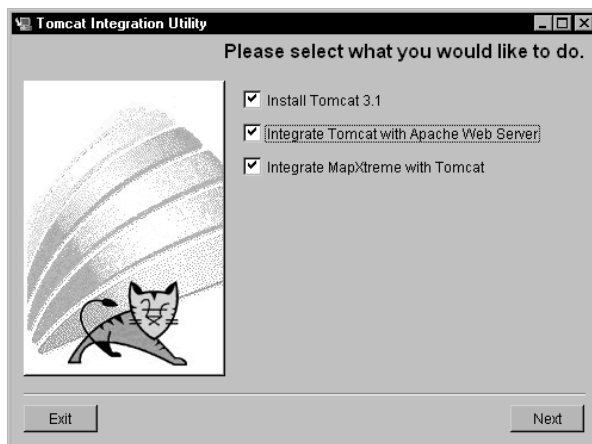 Tomcat Integration Utility
Please select what you would like to do.
Install Tomcat 3.1
Integrate Tomcat with Apache Web Server
Integrate MapXtreme with Tomcat
Exit
Next